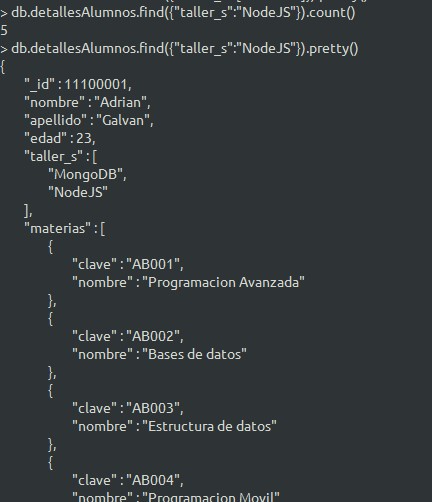 > db.detallesAlumnos.find({"taller_s":"NodeJS"}).count()
5
> db.detallesAlumnos.find({"taller_s":"NodeJS"}).pretty()
{
"_id" : 11100001,
"nombre" : "Adrian",
"apellido" : "Galvan",
"edad" : 23,
"taller_s" : [
"MongoDB",
"NodeJS"
],
"materias" : [
{
"clave" : "AB001",
"nombre" : "Programacion Avanzada"
},
{
"clave" : "AB002",
"nombre" : "Bases de datos"
},
{
"clave" : "AB003",
"nombre" : "Estructura de datos"
},
{
"clave" : "AB004",
"nombre" : "Programacion Movil"